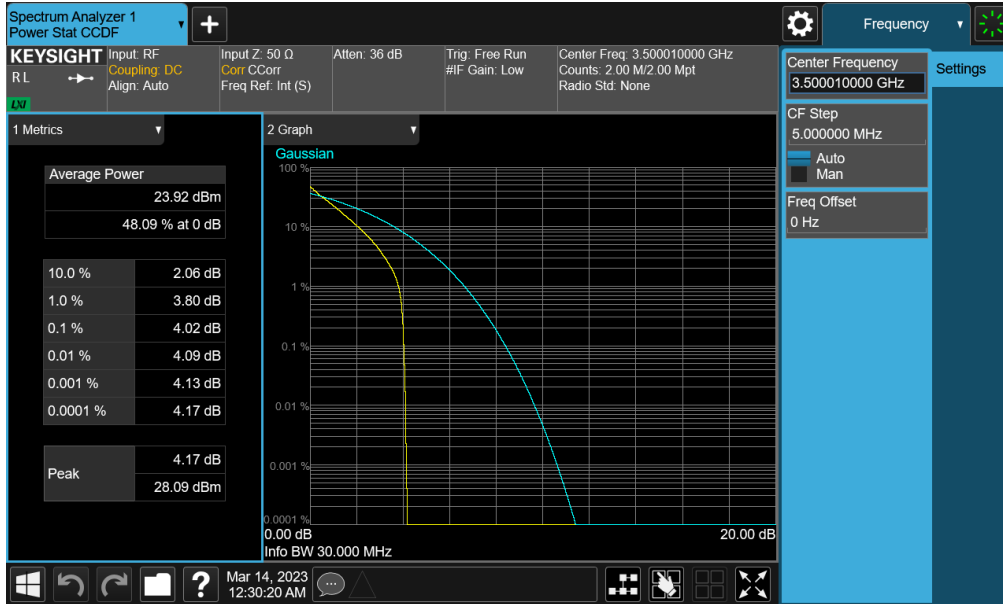 Spectrum Analyzer 1
Power Stat CCDF
▼
+
Frequency
▼
KEYSIGHT
RL
LXI
Input: RF
Coupling: DC
Align: Auto
Input Z: 50 Ω
Corr CCorr
Freq Ref: Int (S)
Atten: 36 dB
Trig: Free Run
#IF Gain: Low
Center Freq: 3.500010000 GHz
Counts: 2.00 M/2.00 Mpt
Radio Std: None
Center Frequency
3.500010000 GHz
Settings
CF Step
5.000000 MHz
Auto
Man
Freq Offset
0 Hz
1 Metrics
▼
Average Power
23.92 dBm
48.09 % at 0 dB
10.0 % 2.06 dB
1.0 % 3.80 dB
0.1 % 4.02 dB
0.01 % 4.09 dB
0.001 % 4.13 dB
0.0001 % 4.17 dB
Peak
4.17 dB
28.09 dBm
2 Graph
▼
Gaussian
100 %
10 %
1 %
0.1 %
0.01 %
0.001 %
0.0001 %
0.00 dB 20.00 dB
Info BW 30.000 MHz
?
Mar 14, 2023
12:30:20 AM